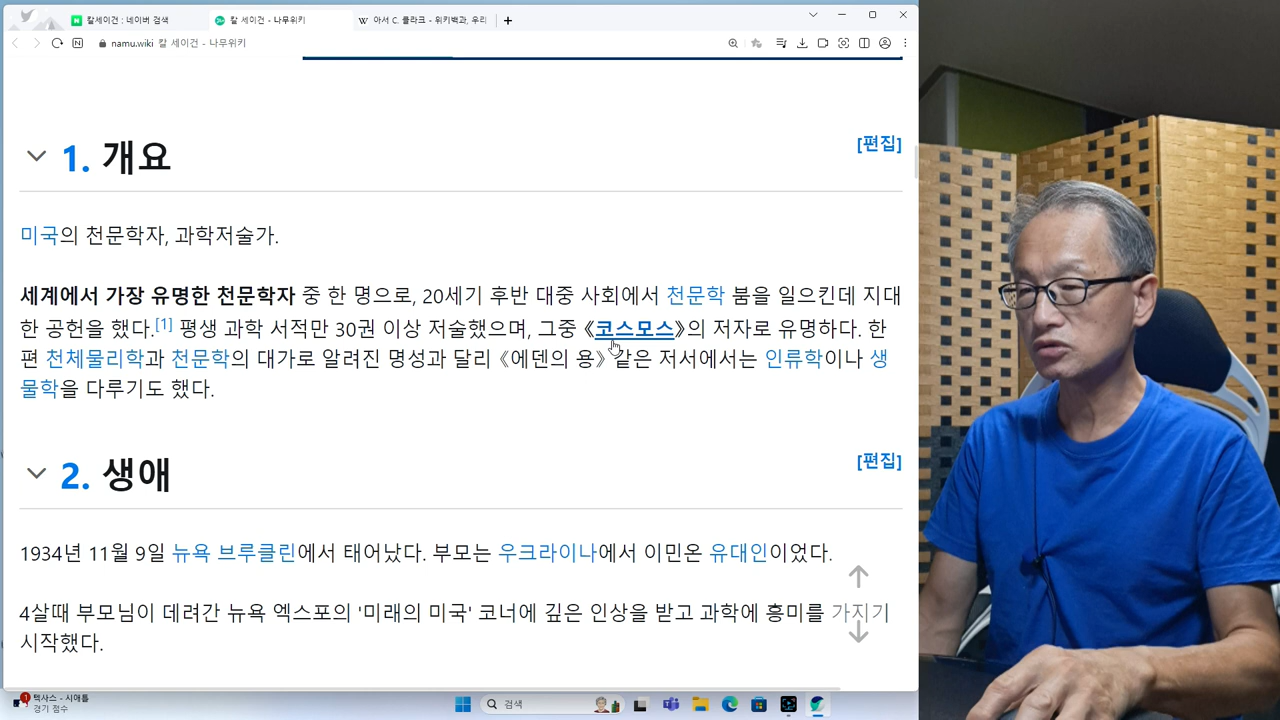 칼세이건 : 네이버 검색
칼 세이건 - 나무위키
W 아서 C. 클라크 - 위키백과, 우리
namu.wiki 칼 세이건 - 나무위키
1. 개요
[편집]
미국의 천문학자, 과학저술가.
세계에서 가장 유명한 천문학자 중 한 명으로, 20세기 후반 대중 사회에서 천문학 붐을 일으킨데 지대
한 공헌을 했다.[1] 평생 과학 서적만 30권 이상 저술했으며, 그중 《코스모스》의 저자로 유명하다. 한
편 천체물리학과 천문학의 대가로 알려진 명성과 달리 《에덴의 용》 같은 저서에서는 인류학이나 생
물학을 다루기도 했다.
2. 생애
[편집]
1934년 11월 9일 뉴욕 브루클린에서 태어났다. 부모는 우크라이나에서 이민온 유대인이었다.
4살때 부모님이 데려간 뉴욕 엑스포의 '미래의 미국' 코너에 깊은 인상을 받고 과학에 흥미를 가지기
시작했다.
1
텍사스 - 시애틀
경기 점수
검색